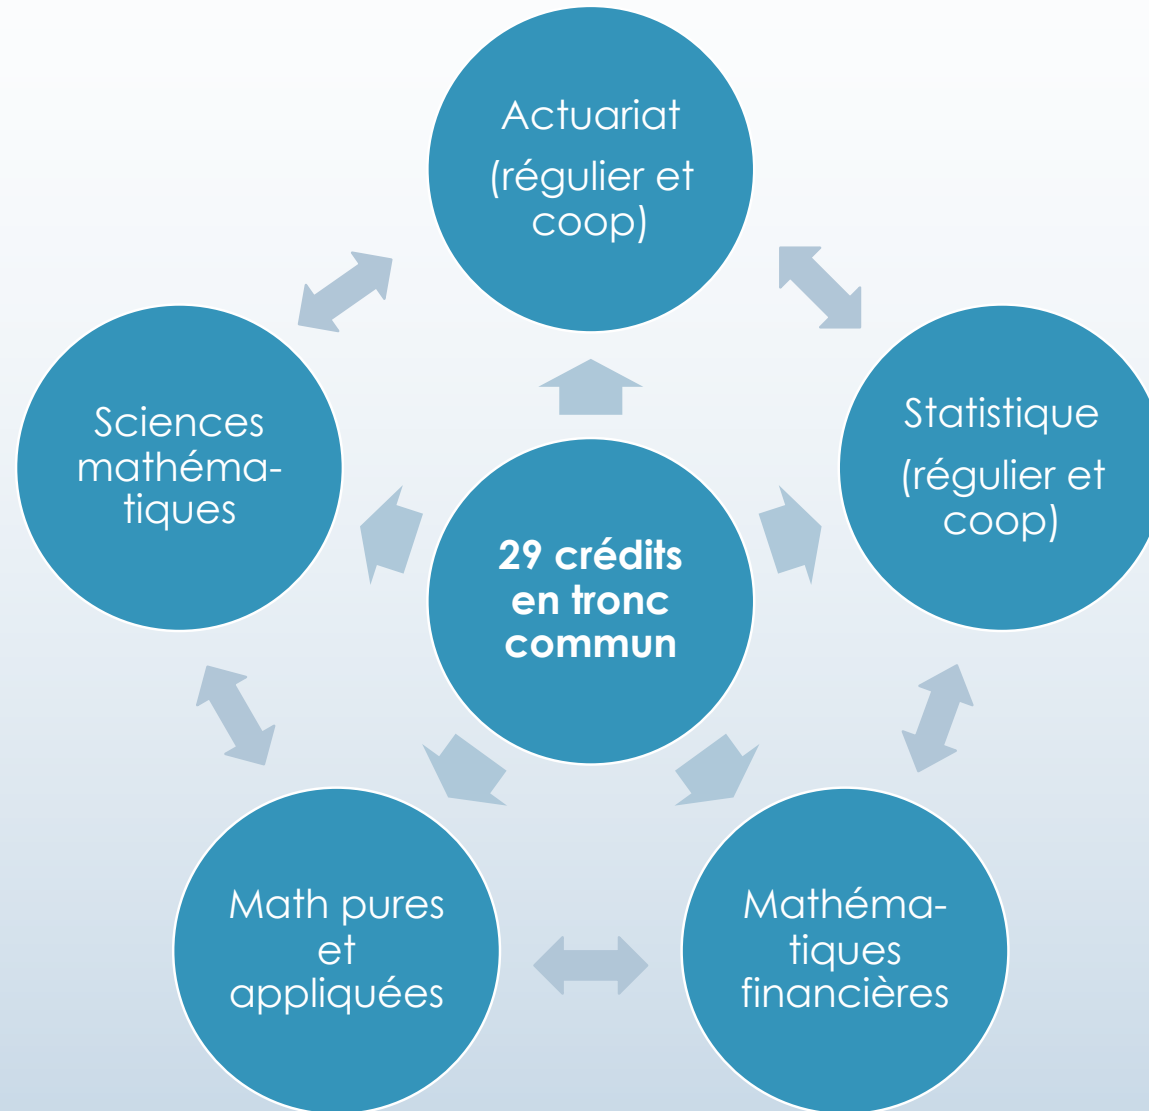 Actuariat
(régulier et
coop)
Sciences
mathéma-
tiques
Statistique
(régulier et
coop)
29 crédits
en tronc
commun
Math pures
et
appliquées
Mathéma-
tiques
financières